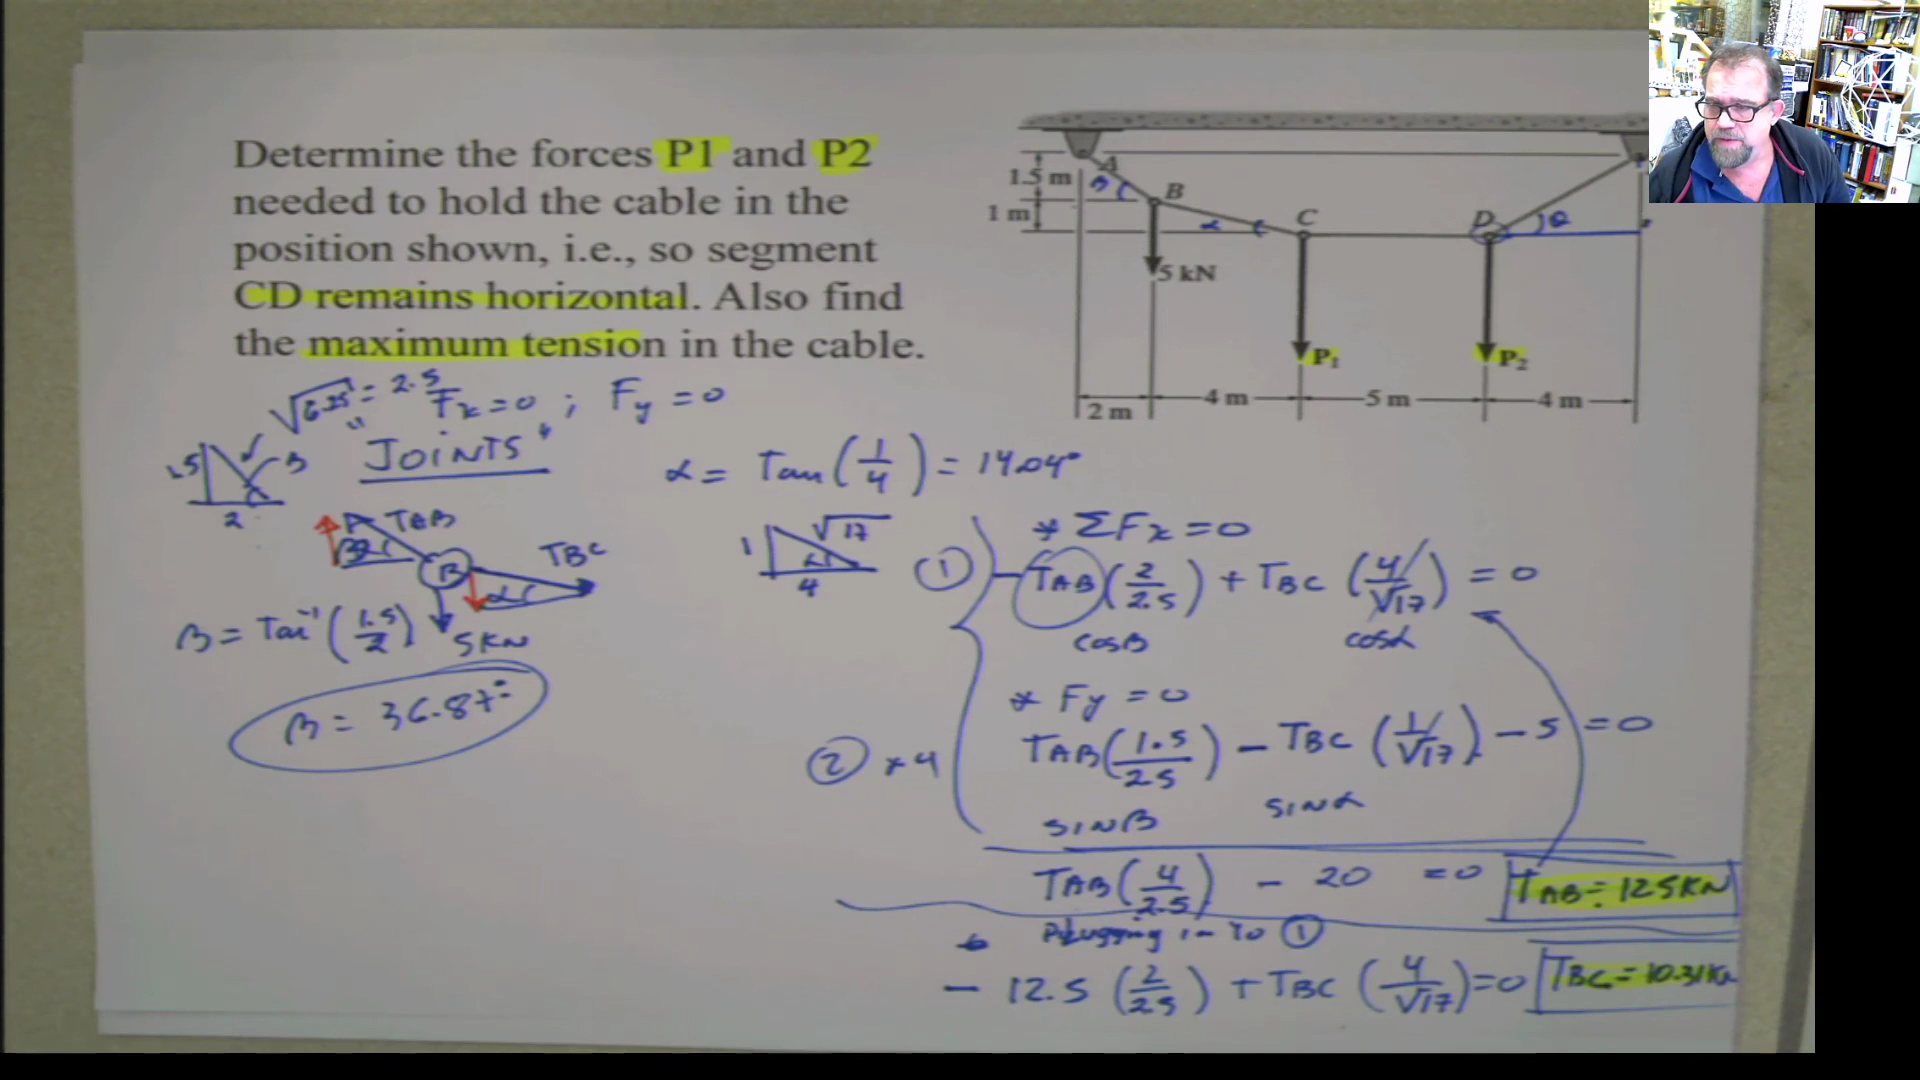 Determine the forces P1 and P2
needed to hold the cable in the
position shown, i.e., so segment
CD remains horizontal. Also find
the maximum tension in the cable.
A
1.5 m
β
B
1 m
α
C
D
θ
5 kN
P₁
P₂
2 m
4 m
5 m
4 m
√6.25 = 2.5
Fx = 0 ; Fy = 0
"JOINTS"
1.5
β
2
TAB
B
TBC
α
5KN
β = Tan⁻¹(1.5/2)
β = 36.87°
α = Tan(1/4) = 14.04°
1
√17
α
4
* ΣFx = 0
① -TAB(2/2.5) + TBC(4/√17) = 0
cosβ cosα
* Fy = 0
② *4 TAB(1.5/2.5) - TBC(1/√17) - 5 = 0
sinβ sinα
TAB(4/2.5) - 20 = 0 TAB = 12.5KN
Plugging in to ①
- 12.5(2/2.5) + TBC(4/√17) = 0 TBC = 10.31KN